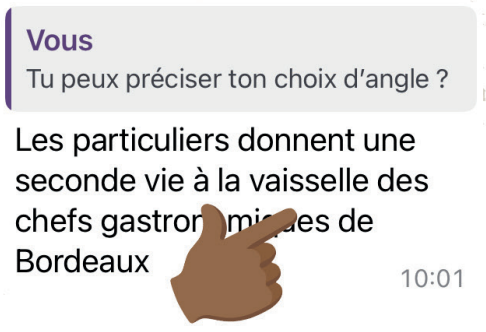 Vous
Tu peux préciser ton choix d'angle ?
Les particuliers donnent une
seconde vie à la vaisselle des
chefs gastronomiques de
Bordeaux
10:01